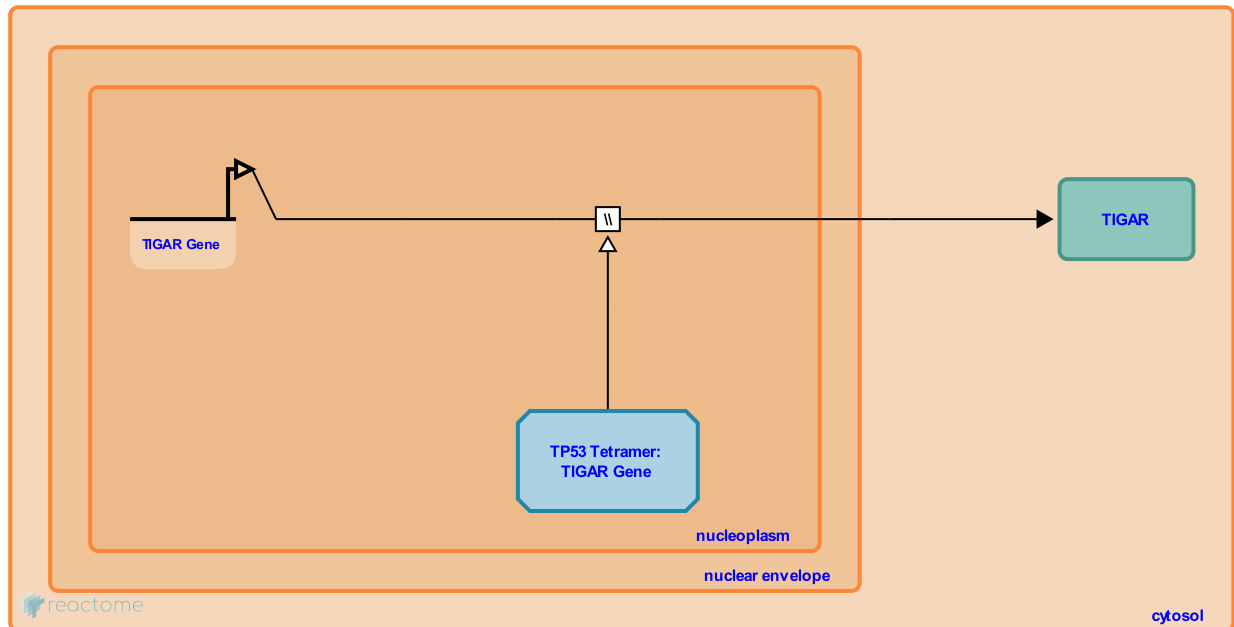 TIGAR Gene
\\
TIGAR
TP53 Tetramer:
TIGAR Gene
nucleoplasm
nuclear envelope
reactome
cytosol